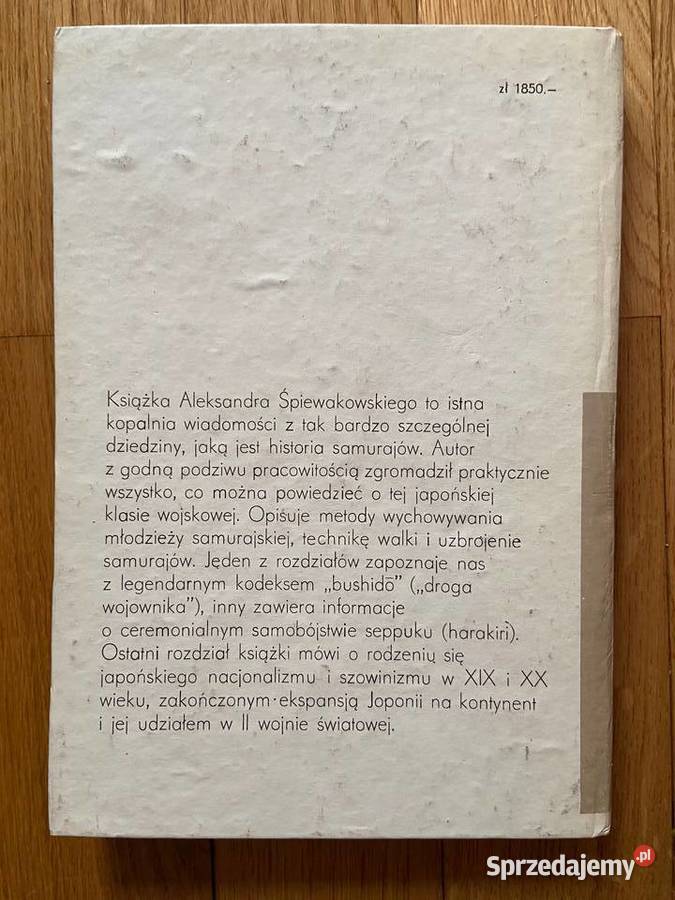 zł 1850.—
Książka Aleksandra Śpiewakowskiego to istna
kopalnia wiadomości z tak bardzo szczególnej
dziedziny, jaką jest historia samurajów. Autor
z godną podziwu pracowitością zgromadził praktycznie
wszystko, co można powiedzieć o tej japońskiej
klasie wojskowej. Opisuje metody wychowywania
młodzieży samurajskiej, technikę walki i uzbrojenie
samurajów. Jęden z rozdziałów zapoznaje nas
z legendarnym kodeksem „bushidō” („droga
wojownika”), inny zawiera informacje
o ceremonialnym samobójstwie seppuku (harakiri).
Ostatni rozdział książki mówi o rodzeniu się
japońskiego nacjonalizmu i szowinizmu w XIX i XX
wieku, zakończonym·ekspansją Joponii na kontynent
i jej udziałem w II wojnie światowej.
Sprzedajemy.pl